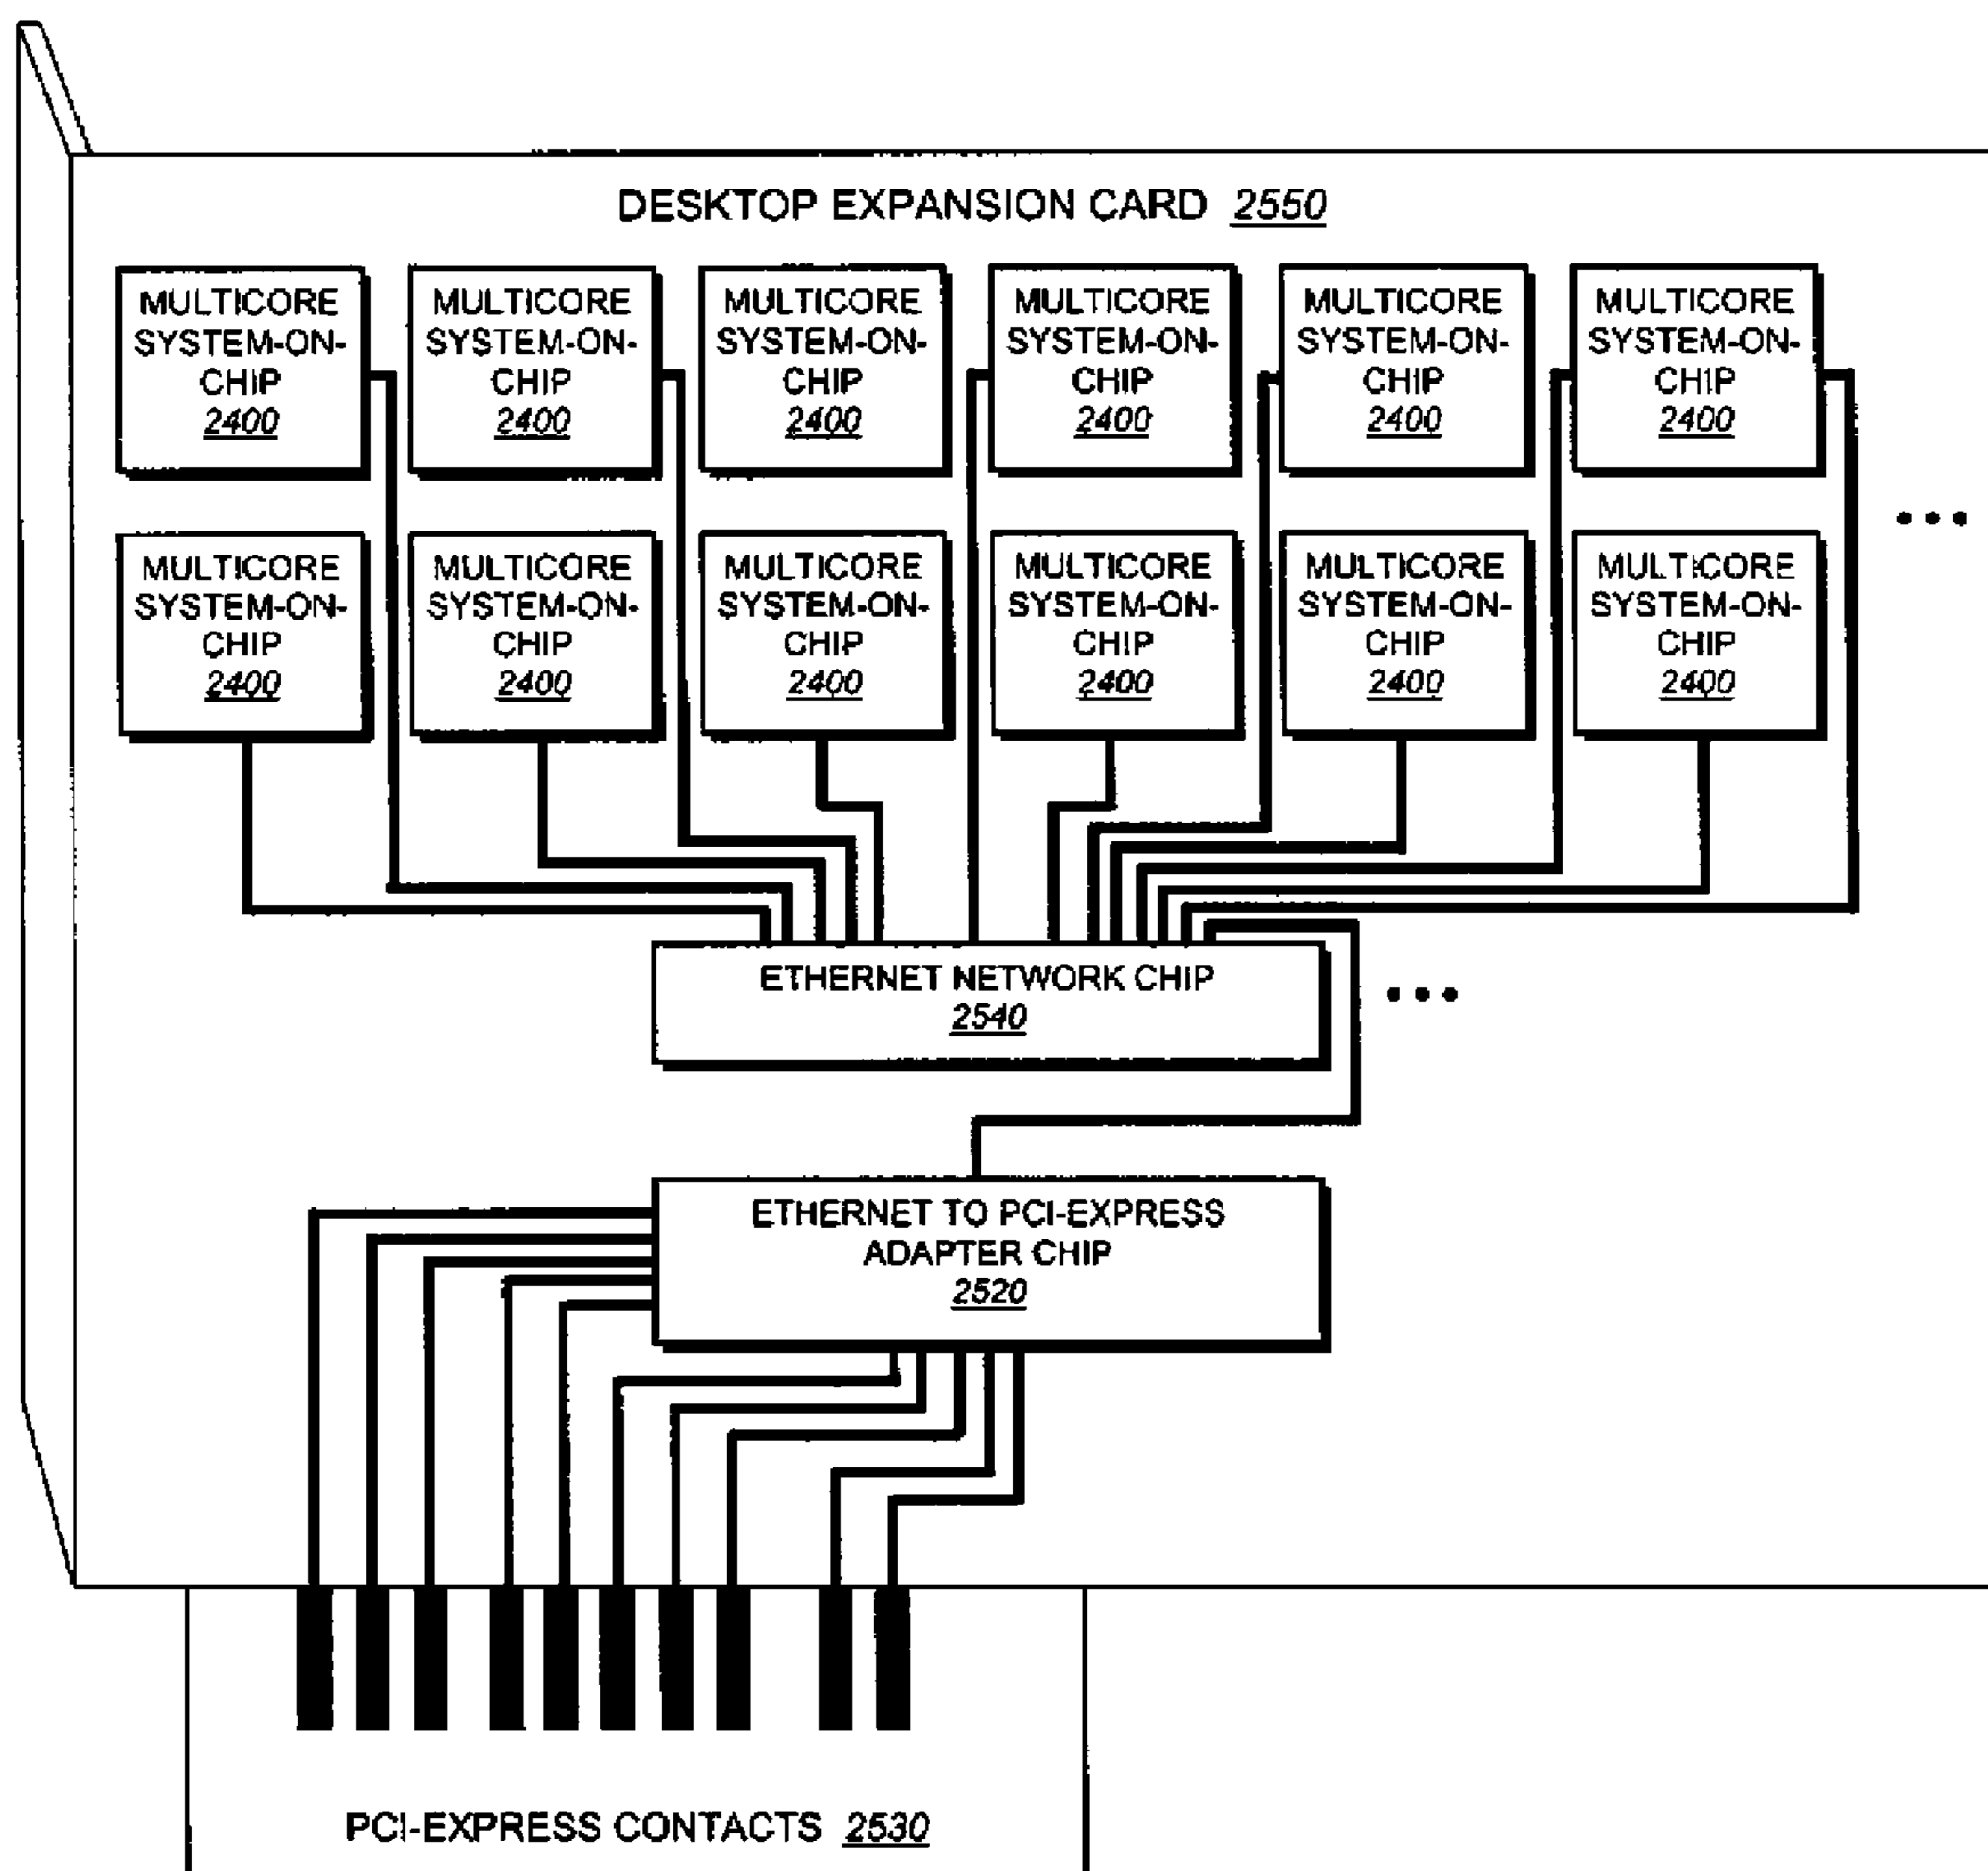 DESKTOP EXPANSION CARD 2550
MULTICORE
SYSTEM-ON-
CHIP
2400
MULTICORE
SYSTEM-ON-
CHIP
2400
MULTICORE
SYSTEM-ON-
CHIP
2400
MULTICORE
SYSTEM-ON-
CHIP
2400
MULTICORE
SYSTEM-ON-
CHIP
2400
MULTICORE
SYSTEM-ON-
CHIP
2400
MULTICORE
SYSTEM-ON-
CHIP
2400
MULTICORE
SYSTEM-ON-
CHIP
2400
MULTICORE
SYSTEM-ON-
CHIP
2400
MULTICORE
SYSTEM-ON-
CHIP
2400
MULTICORE
SYSTEM-ON-
CHIP
2400
MULTICORE
SYSTEM-ON-
CHIP
2400
ETHERNET NETWORK CHIP
2540
ETHERNET TO PCI-EXPRESS
ADAPTER CHIP
2520
PCI-EXPRESS CONTACTS 2530